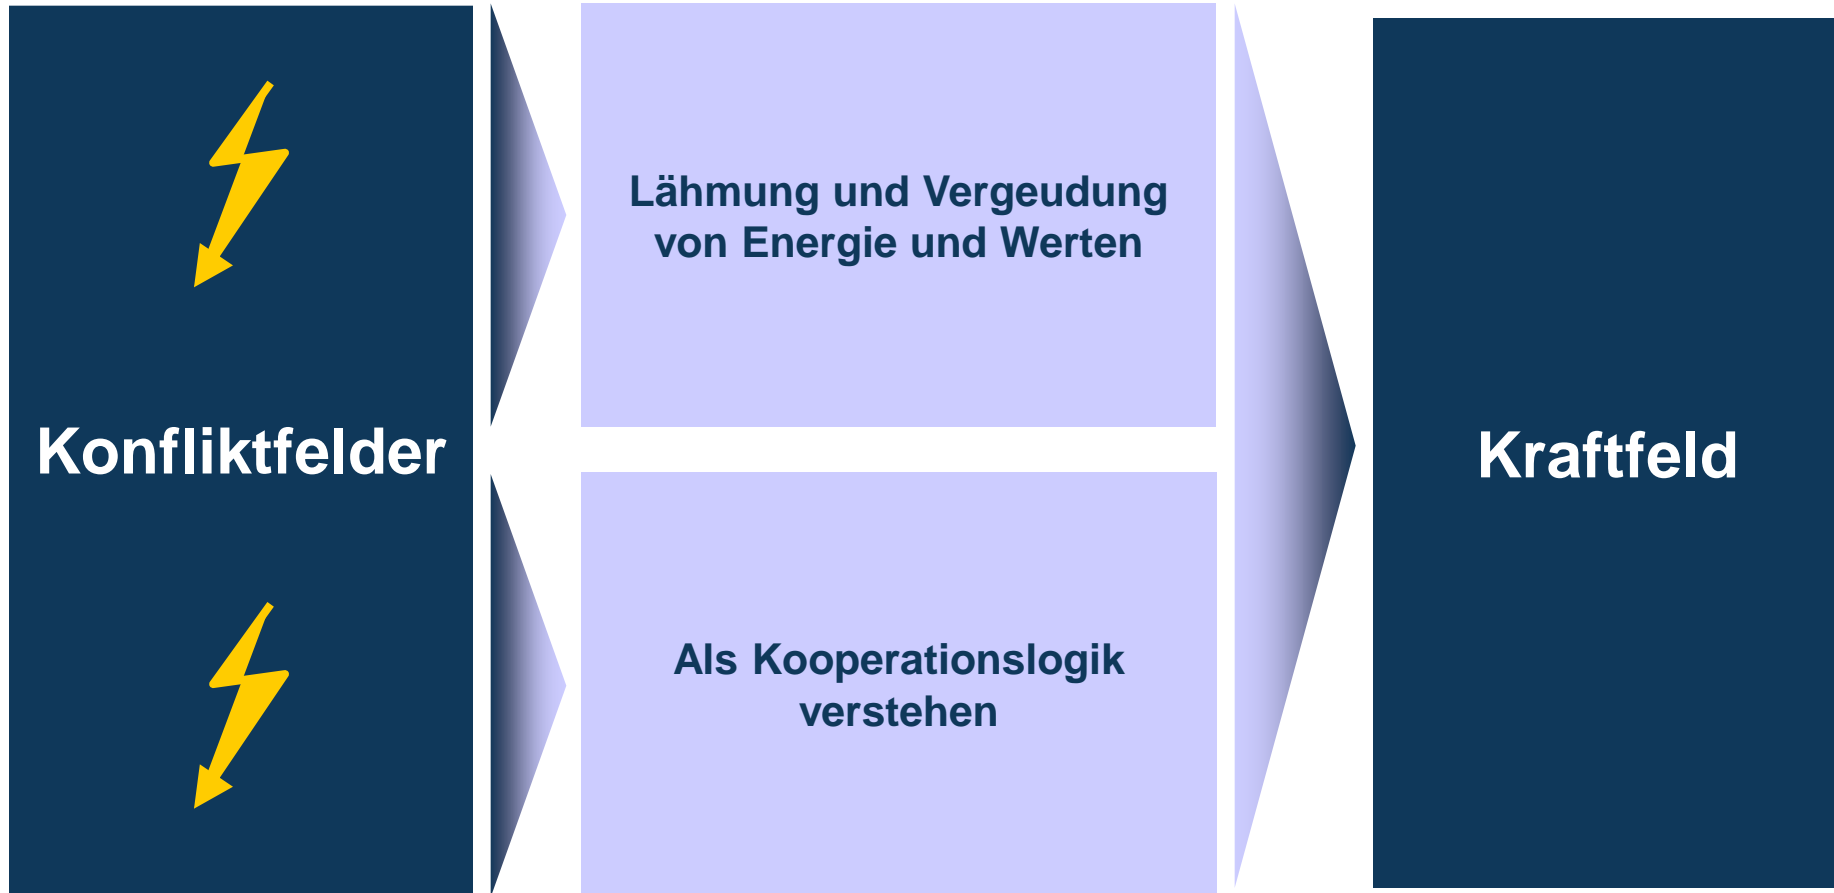 Konfliktfelder
Lähmung und Vergeudung
von Energie und Werten
Als Kooperationslogik
verstehen
Kraftfeld